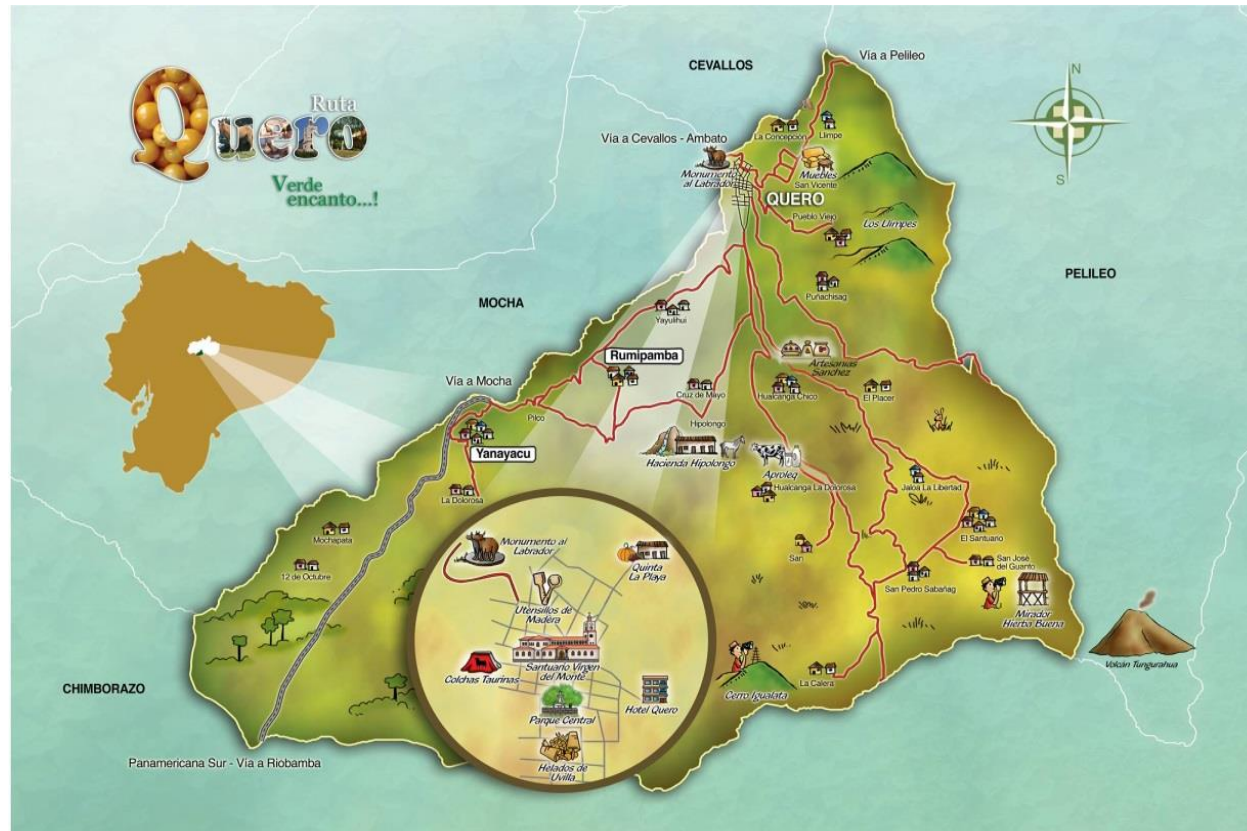 Ruta
Quero
Verde
encanto...!
CEVALLOS
Vía a Pelileo
N
S
Vía a Cevallos - Ambato
La Concepción
Llimpe
Monumento
al Labrador
Muebles
San Vicente
QUERO
Pueblo Viejo
Los Llimpes
PELILEO
Puñachisag
MOCHA
Yayulihui
Rumipamba
Artesanías
Sanchez
Vía a Mocha
Cruz de Mayo
Hualcanga Chico
El Placer
Pilco
Hipolongo
Yanayacu
Hacienda Hipolongo
Aproleq
La Dolorosa
Hualcanga La Dolorosa
Jaloa La Libertad
Mochapata
El Santuario
12 de Octubre
Sari
San José
del Guanto
San Pedro Sabañag
Mirador
Hierba Buena
Volcán Tungurahua
Monumento al
Labrador
Quinta
La Playa
Utensilios de
Madera
Santuario Virgen
del Monte
Colchas Taurinas
Parque Central
Hotel Quero
Helados de
Uvilla
Cerro Igualata
La Calera
CHIMBORAZO
Panamericana Sur - Vía a Riobamba